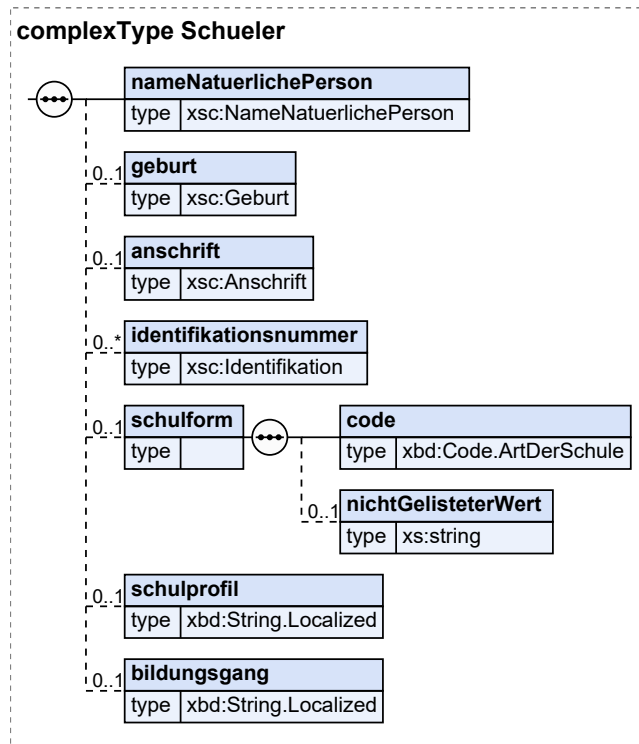 complexType Schueler
nameNatuerlichePerson
type xsc:NameNatuerlichePerson
0..1 geburt
type xsc:Geburt
0..1 anschrift
type xsc:Anschrift
0..* identifikationsnummer
type xsc:Identifikation
0..1 schulform
type
code
type xbd:Code.ArtDerSchule
0..1 nichtGelisteterWert
type xs:string
0..1 schulprofil
type xbd:String.Localized
0..1 bildungsgang
type xbd:String.Localized